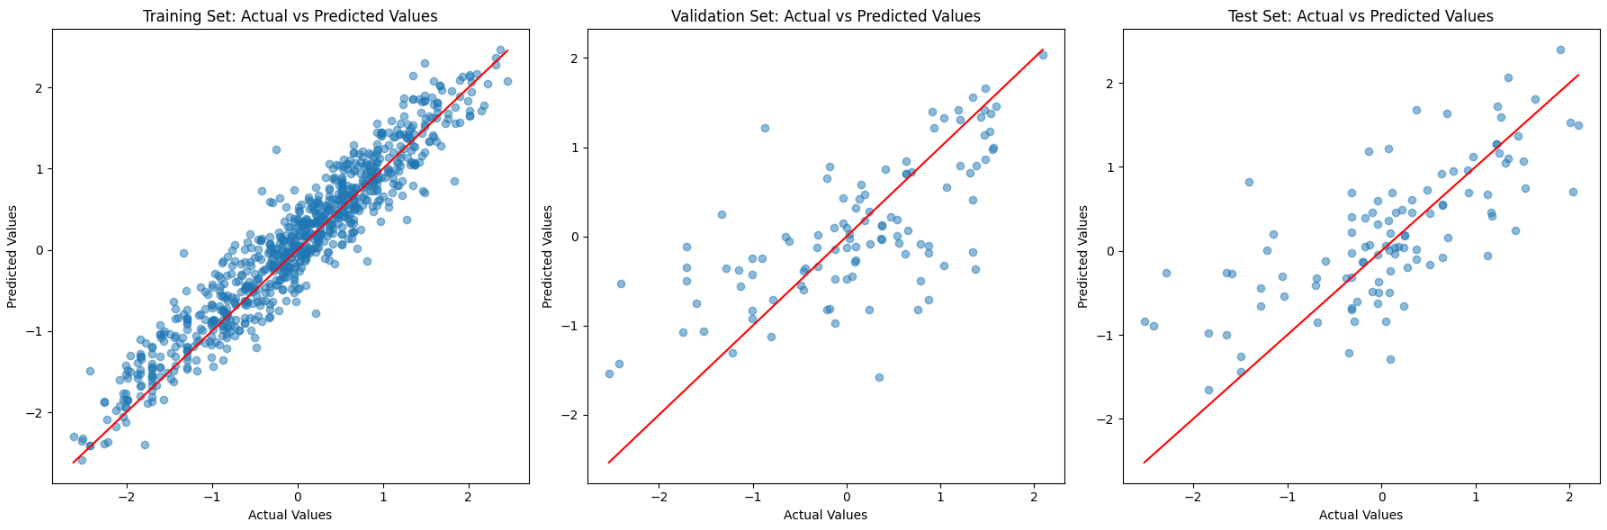 Training Set: Actual vs Predicted Values
2
1
0
−1
−2
Predicted Values
−2 −1 0 1 2
Actual Values
Validation Set: Actual vs Predicted Values
2
1
0
−1
−2
Predicted Values
−2 −1 0 1 2
Actual Values
Test Set: Actual vs Predicted Values
2
1
0
−1
−2
Predicted Values
−2 −1 0 1 2
Actual Values